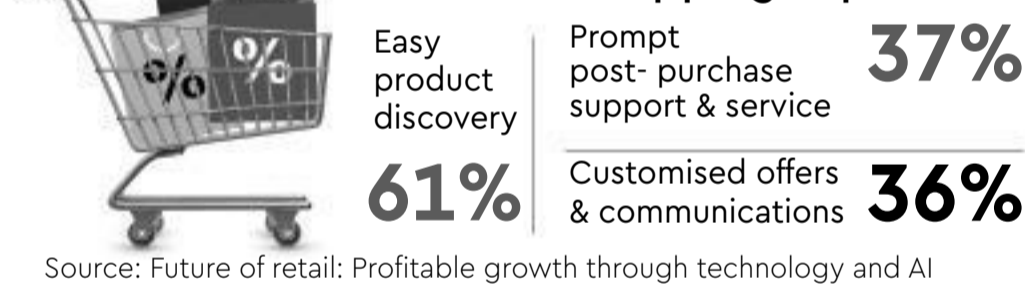 Easy
product
discovery
61%
Prompt
post- purchase
support & service
37%
Customised offers
& communications
36%
% %
Source: Future of retail: Profitable growth through technology and AI